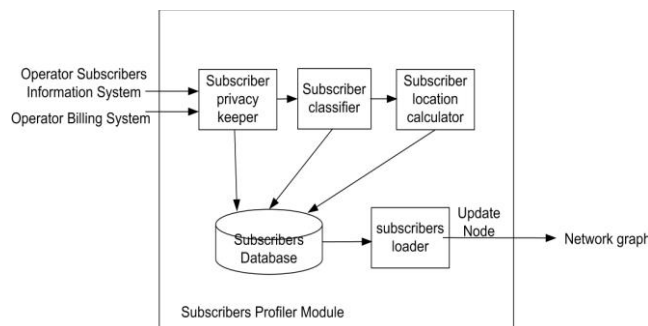 Operator Subscribers
Information System
Operator Billing System
Subscriber
privacy
keeper
Subscriber
classifier
Subscriber
location
calculator
Subscribers
Database
subscribers
loader
Update
Node
Network graph
Subscribers Profiler Module